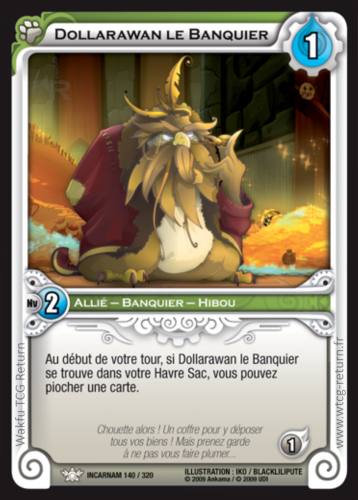 Dollarawan le Banquier
1
Nv 2
Allié – Banquier – Hibou
Au début de votre tour, si Dollarawan le Banquier
se trouve dans votre Havre Sac, vous pouvez
piocher une carte.
Chouette alors ! Un coffre pour y déposer
tous vos biens ! Mais prenez garde
à ne pas vous faire plumer...
1
INCARNAM 140 / 320
ILLUSTRATION : IKO / BLACKLILIPUTE
© 2009 Ankama / © 2009 UDI
Wakfu TCG Return
www.wtcg-return.fr